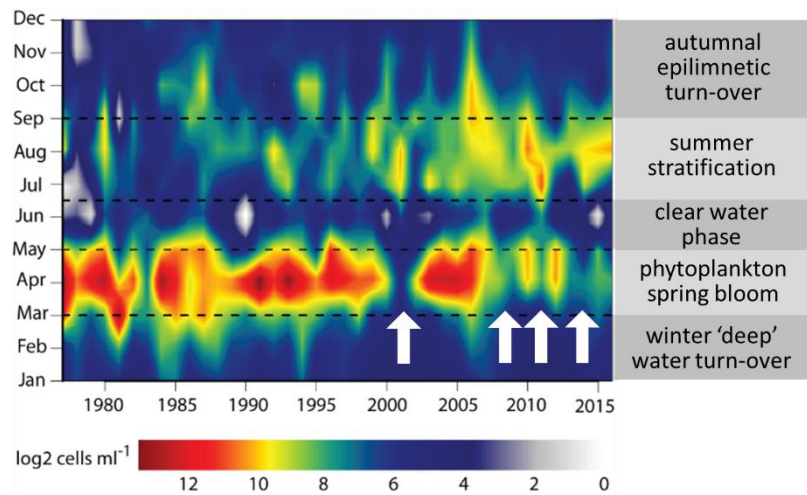 Dec
Nov
Oct
Sep
Aug
Jul
Jun
May
Apr
Mar
Feb
Jan
1980 1985 1990 1995 2000 2005 2010 2015
autumnal
epilimnetic
turn-over
summer
stratification
clear water
phase
phytoplankton
spring bloom
winter ‘deep’
water turn-over
log2 cells ml⁻¹
12 10 8 6 4 2 0